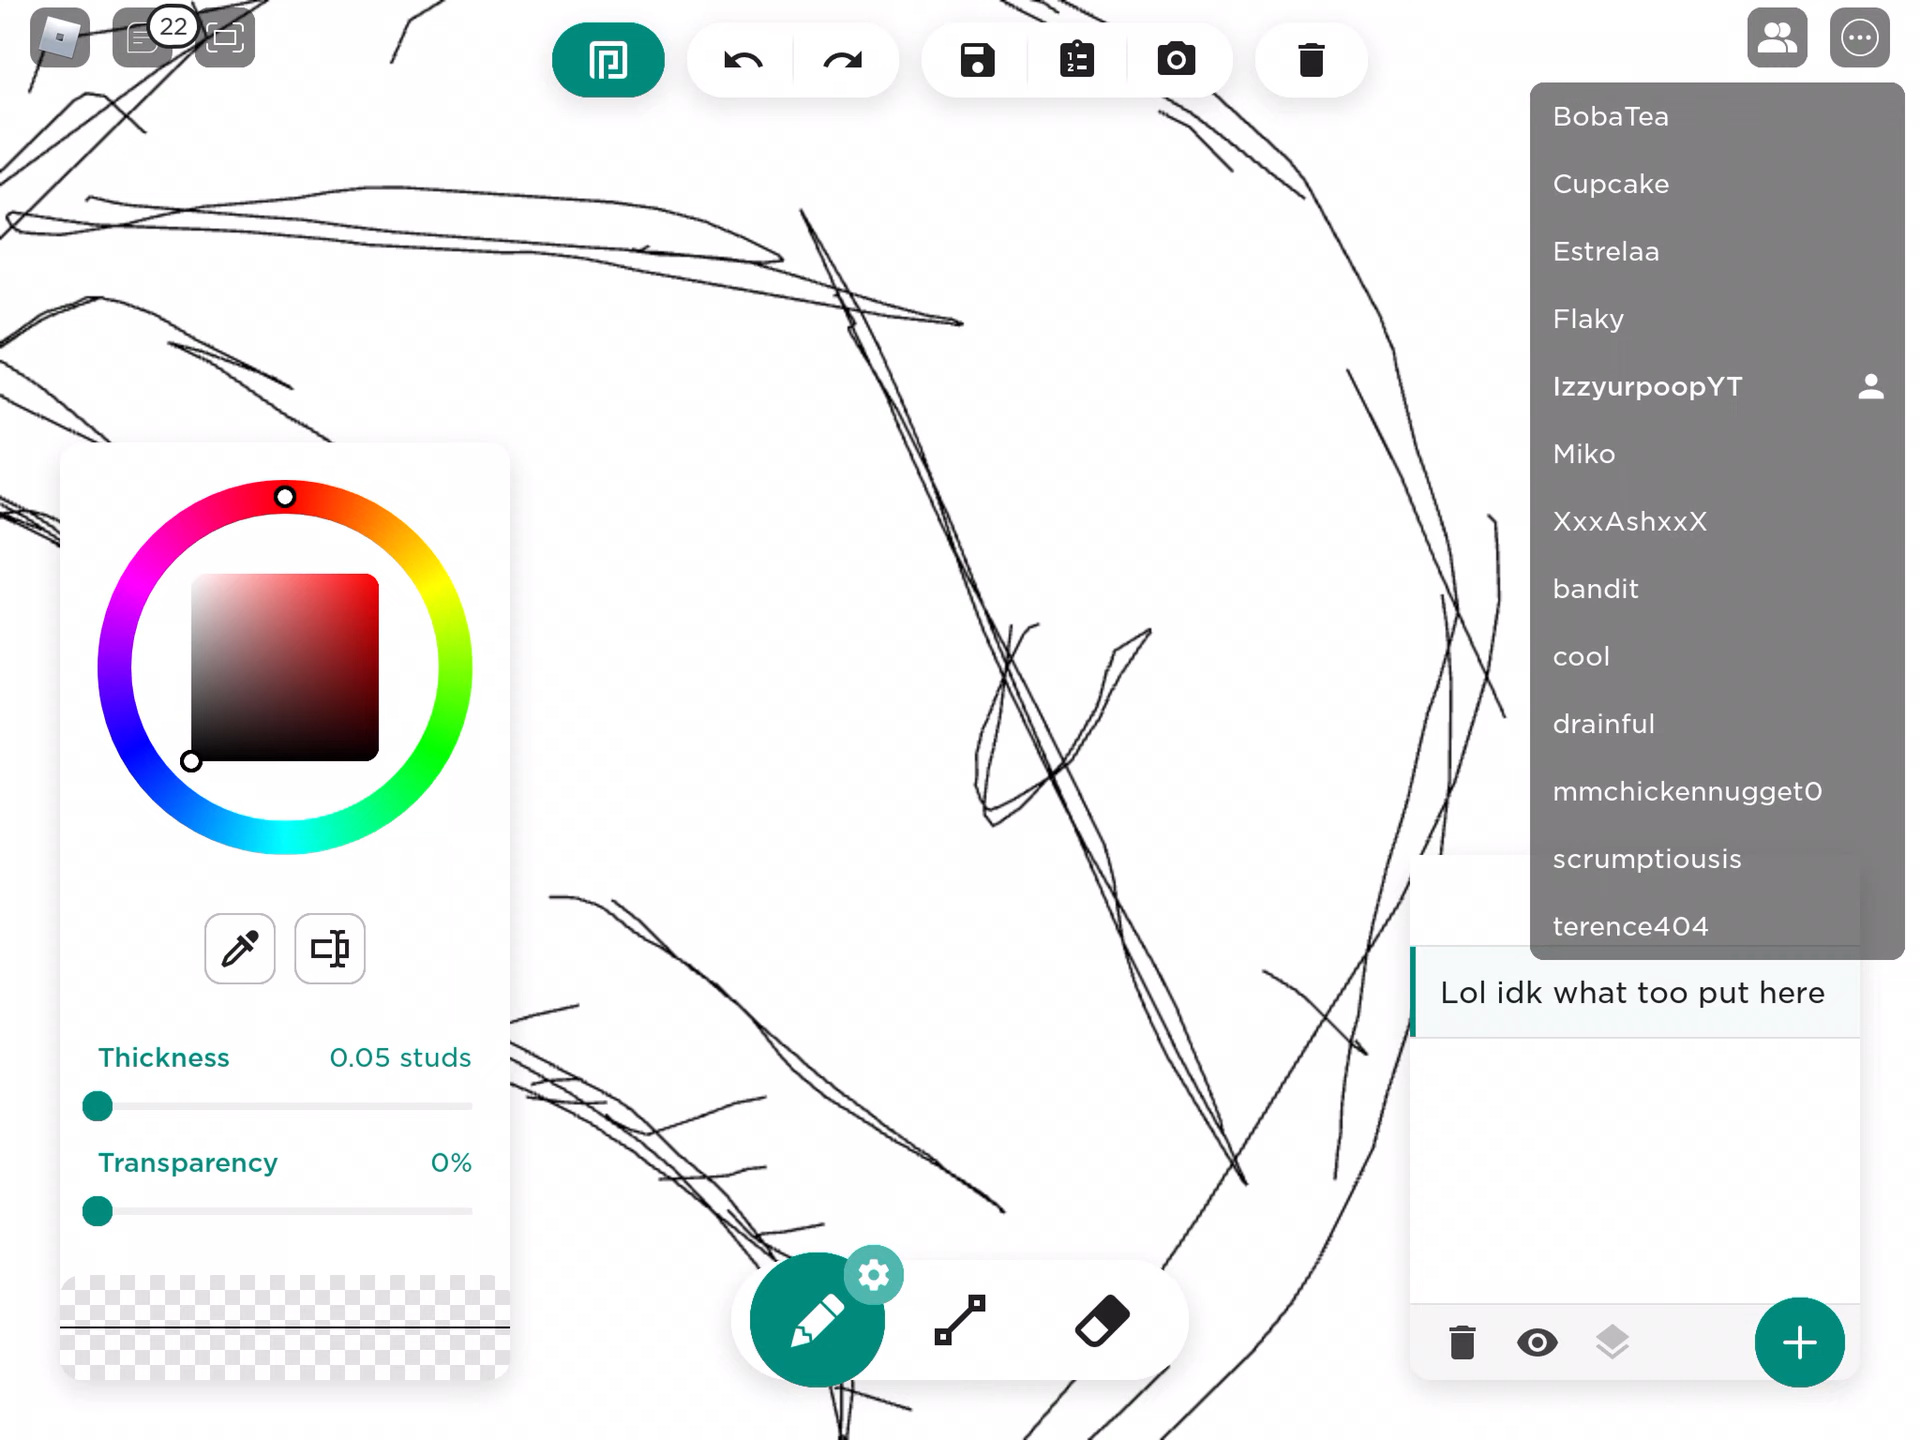 22
BobaTea
Cupcake
Estrelaa
Flaky
IzzyurpoopYT
Miko
XxxAshxxX
bandit
cool
drainful
mmchickennugget0
scrumptiousis
terence404
Lol idk what too put here
Thickness 0.05 studs
Transparency 0%